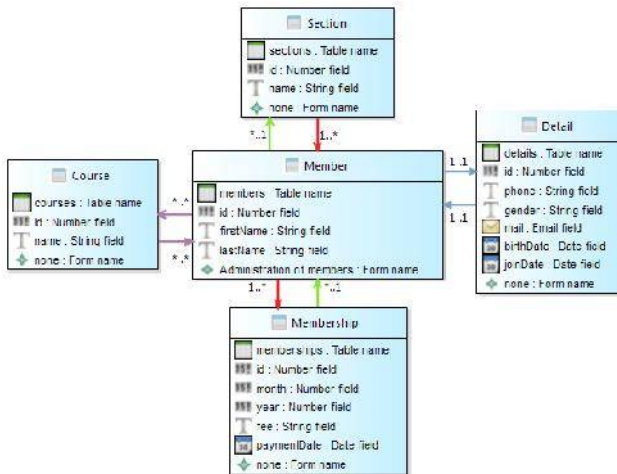 Section
sections : Table name
id : Number field
name : String field
none : Form name
*..1
1..*
Member
members : Table name
id : Number field
firstName : String field
lastName : String field
Administration of members : Form name
Course
courses : Table name
id : Number field
name : String field
none : Form name
*..*
*..*
1..1
1..1
Detail
details : Table name
id : Number field
phone : String field
gender : String field
mail : Email field
birthDate : Date field
joinDate : Date field
none : Form name
1..*
*..1
Membership
memberships : Table name
id : Number field
month : Number field
year : Number field
fee : String field
paymentDate : Date field
none : Form name